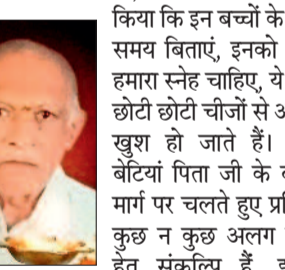 किया कि इन बच्चों के
समय बिताएं, इनको
हमारा स्नेह चाहिए, ये
छोटी छोटी चीजों से
खुश हो जाते हैं।
बेटियां पिता जी के
मार्ग पर चलते हुए
कुछ न कुछ अलग
हेतु संकल्पि हैं,